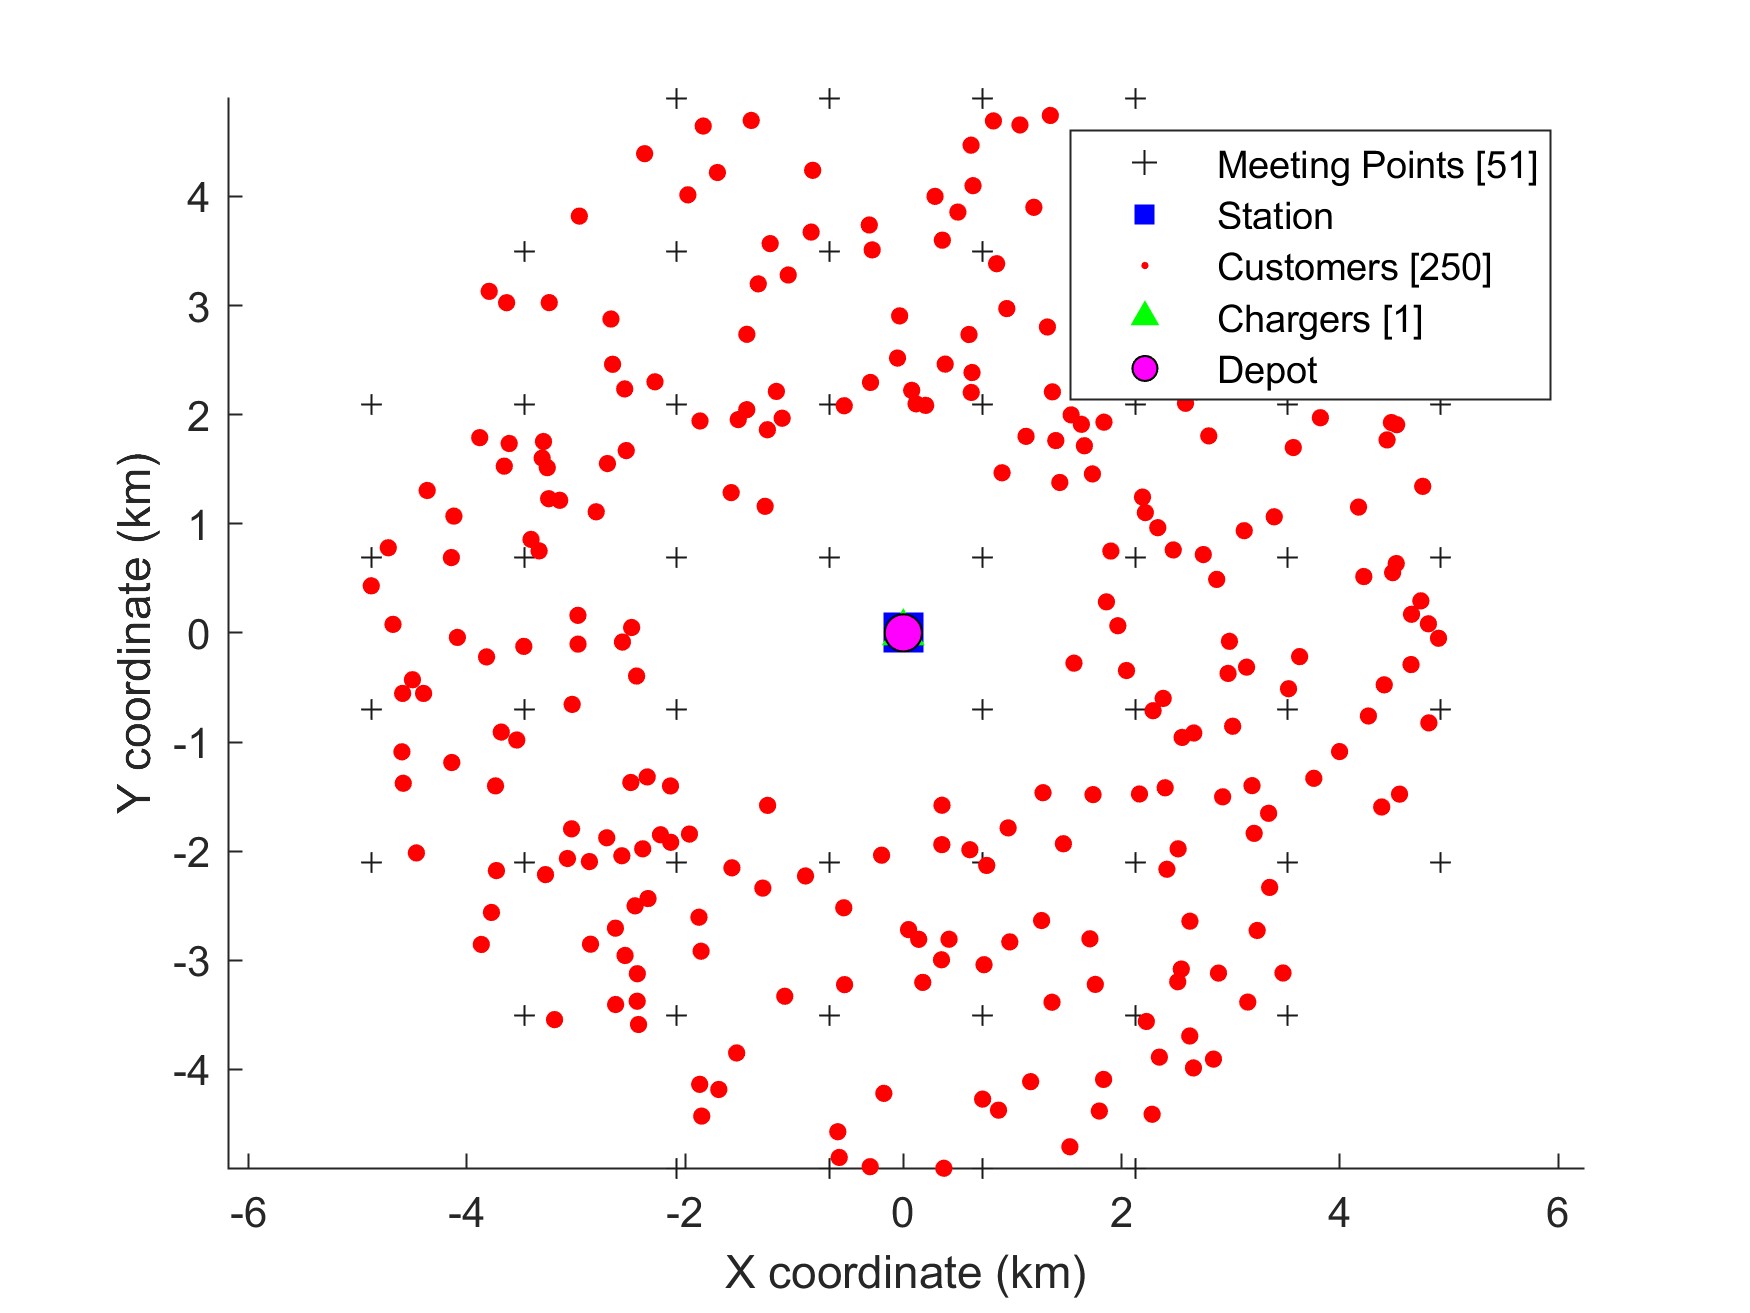 Meeting Points [51]
Station
Customers [250]
Chargers [1]
Depot
4
3
2
1
0
-1
-2
-3
-4
Y coordinate (km)
-6 -4 -2 0 2 4 6
X coordinate (km)